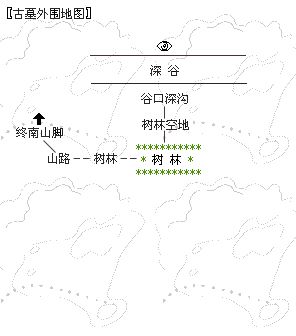 〖古墓外围地图〗
深 谷
谷口深沟
树林空地
终南山脚
***********
山路 树林 * 树 林 *
***********